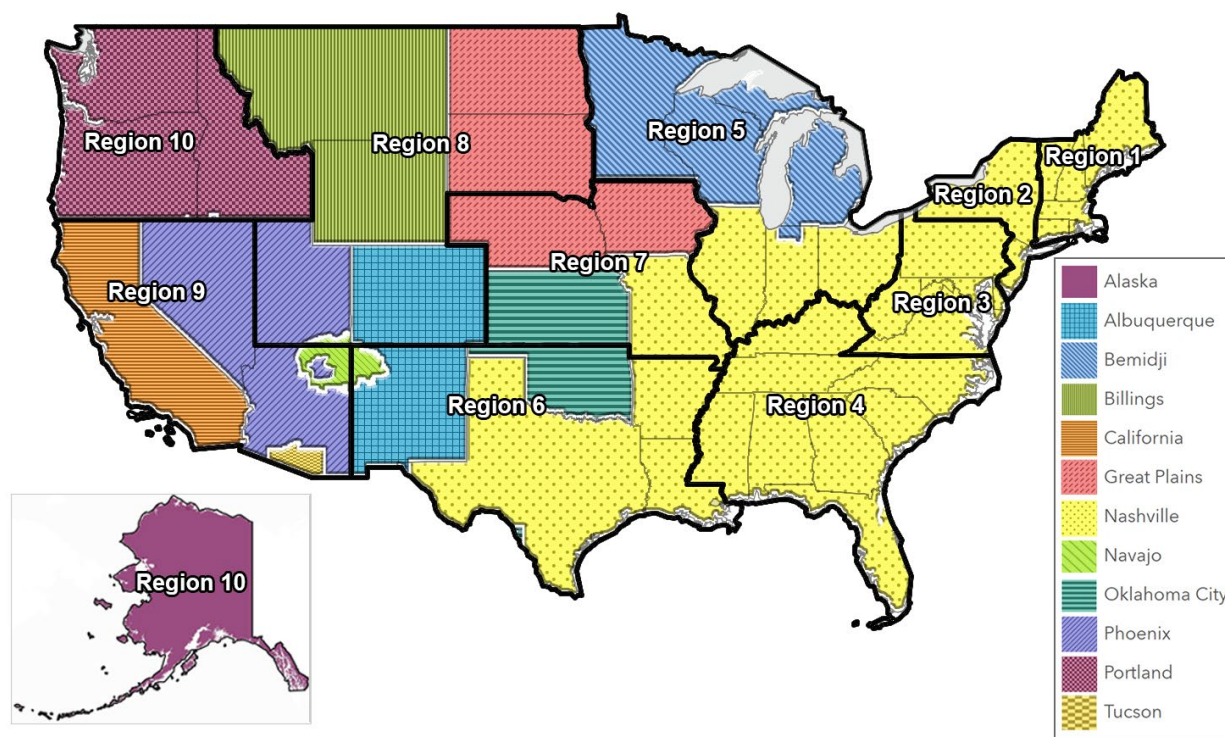 Region 10
Region 8
Region 5
Region 1
Region 2
Region 7
Region 9
Region 3
Region 6
Region 4
Region 10
Alaska
Albuquerque
Bemidji
Billings
California
Great Plains
Nashville
Navajo
Oklahoma City
Phoenix
Portland
Tucson